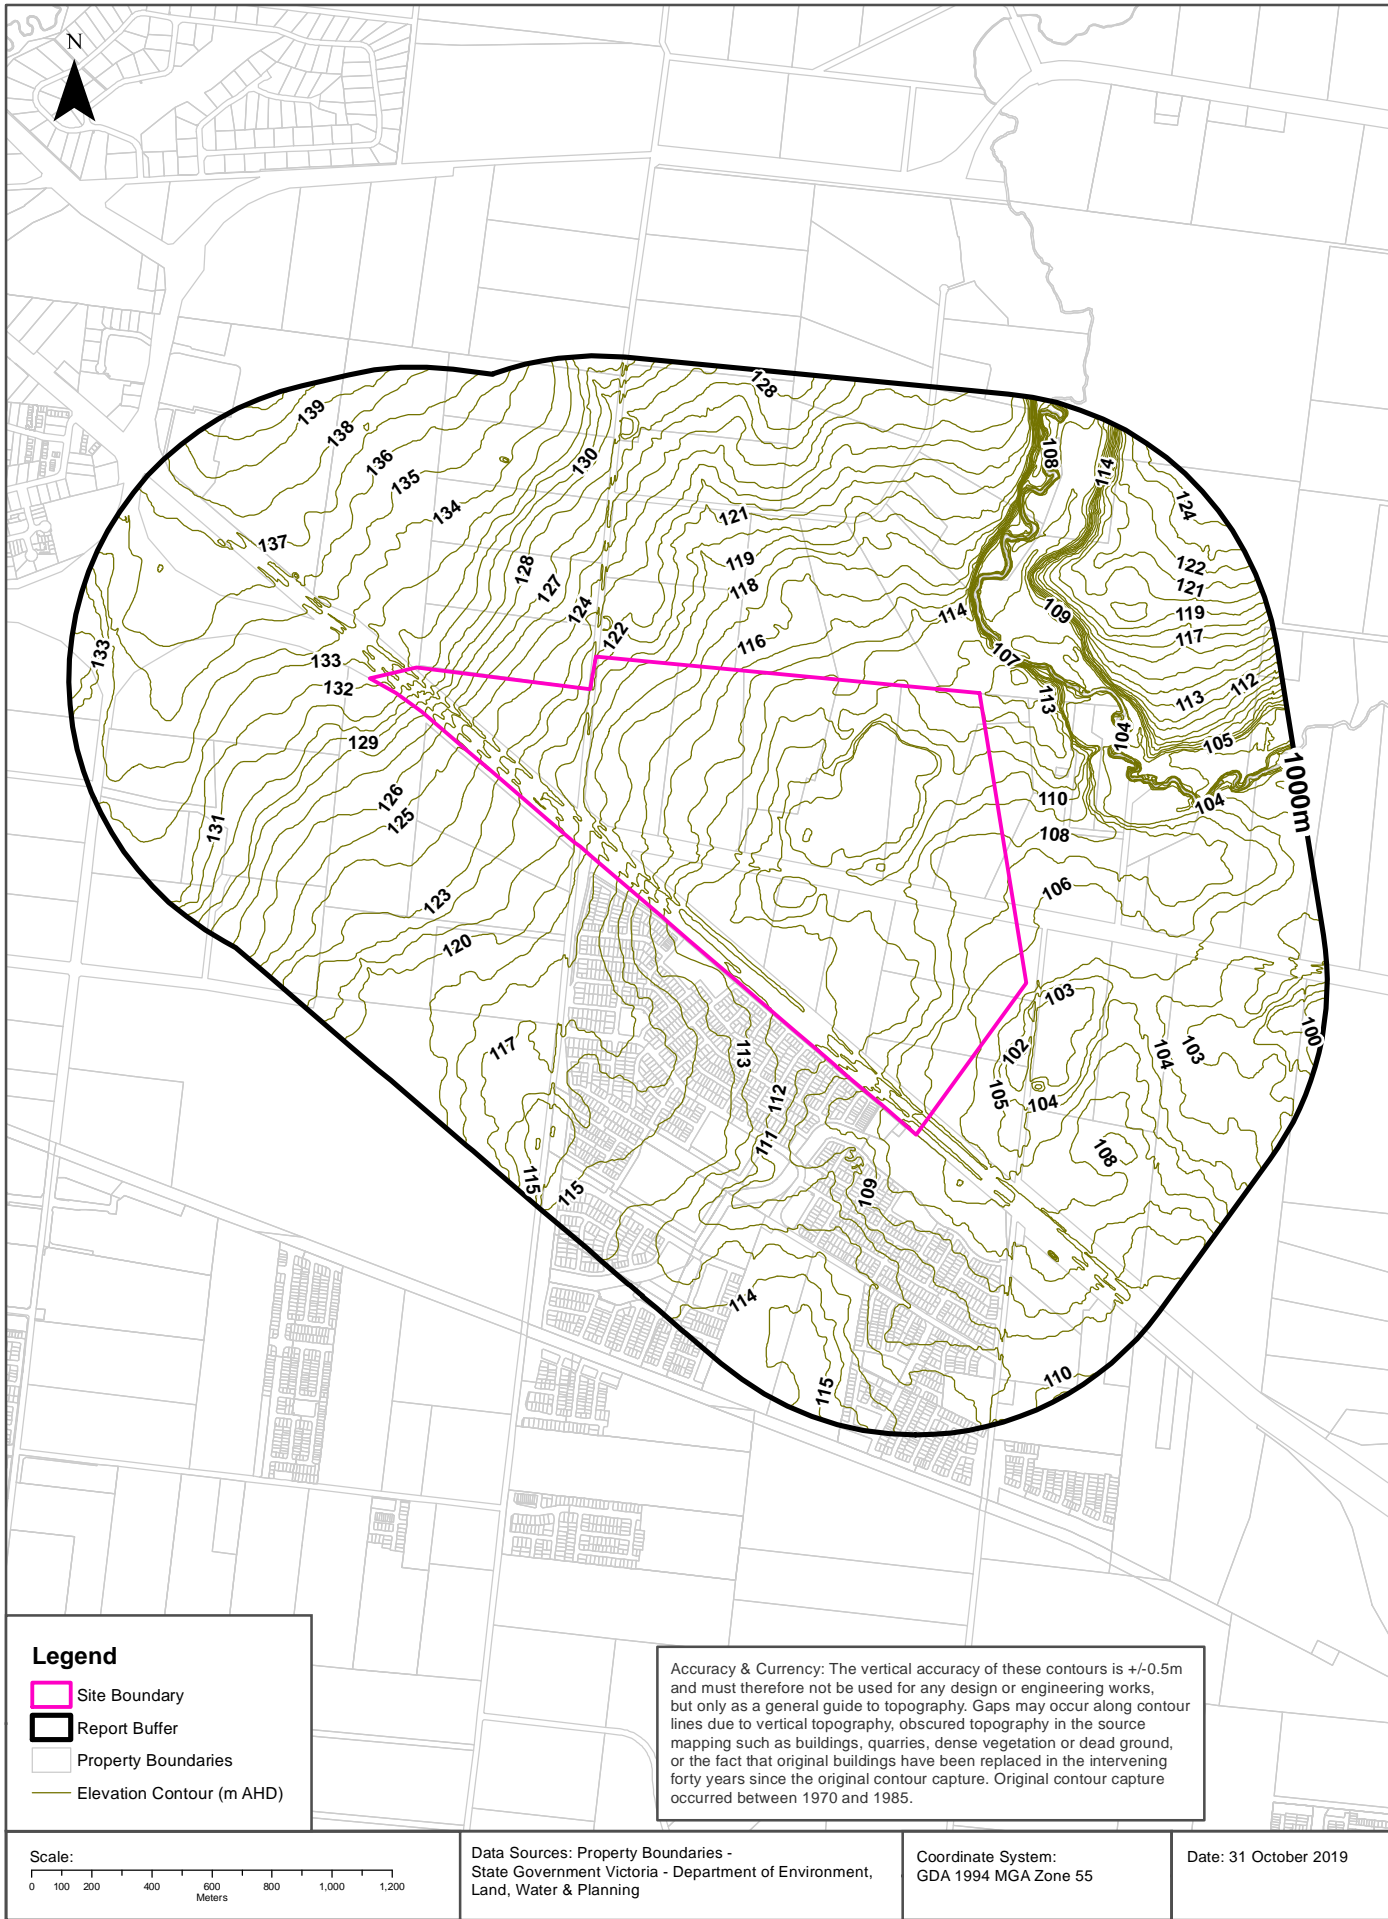 N
128
139
138
136
135
134
130
108
114
124
121
137
128
127
119
118
124
122
116
114
109
107
122
121
119
117
133
133
132
129
126
125
131
123
120
113
104
112
113
105
104
110
108
106
1000m
103
102
105
104
104
103
100
108
117
113
112
111
109
115
115
114
115
110
Legend
Site Boundary
Report Buffer
Property Boundaries
Elevation Contour (m AHD)
Accuracy & Currency: The vertical accuracy of these contours is +/-0.5m
and must therefore not be used for any design or engineering works,
but only as a general guide to topography. Gaps may occur along contour
lines due to vertical topography, obscured topography in the source
mapping such as buildings, quarries, dense vegetation or dead ground,
or the fact that original buildings have been replaced in the intervening
forty years since the original contour capture. Original contour capture
occurred between 1970 and 1985.
Scale:
0 100 200 400 600 800 1,000 1,200
Meters
Data Sources: Property Boundaries -
State Government Victoria - Department of Environment,
Land, Water & Planning
Coordinate System:
GDA 1994 MGA Zone 55
Date: 31 October 2019